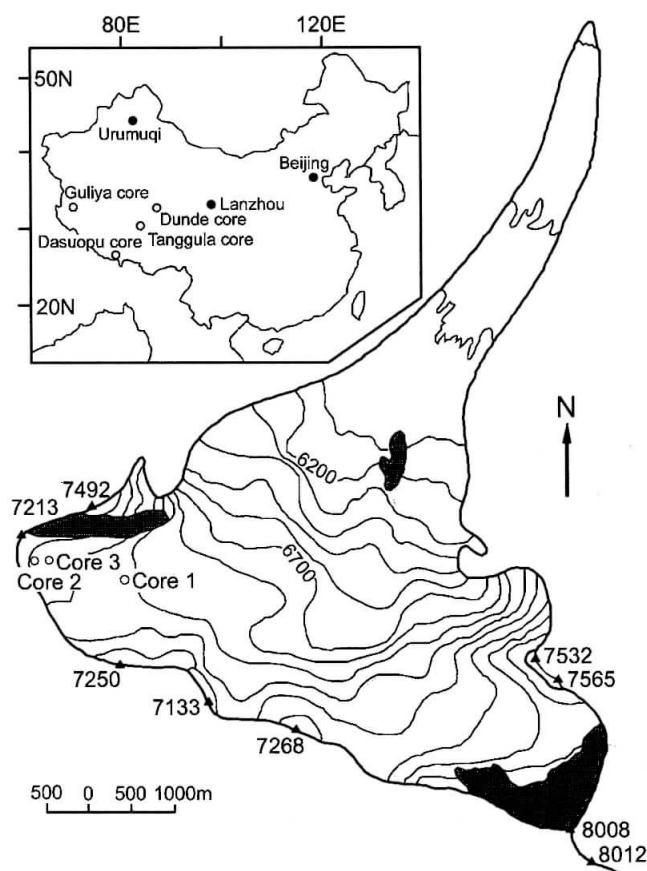 80E 120E
50N
20N
Urumuqi
Beijing
Guliya core
Lanzhou
Dunde core
Dasuopu core
Tanggula core
N
6200
7492
7213
6700
Core 3
Core 2
Core 1
7532
7250
7565
7133
7268
500 0 500 1000m
8008
8012